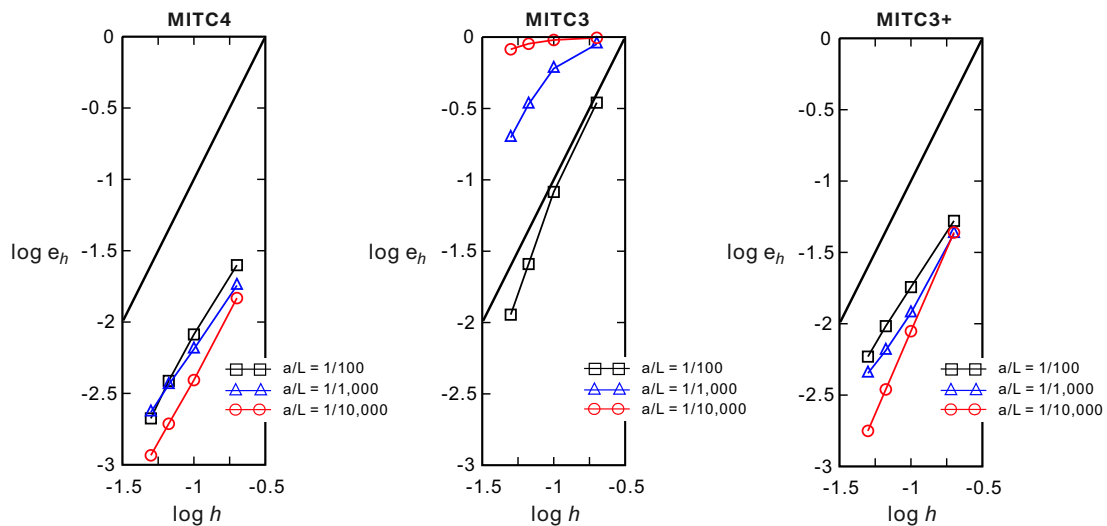 MITC4
0
-0.5
-1
-1.5
-2
-2.5
-3
log eh
-1.5 -1 -0.5
log h
a/L = 1/100
a/L = 1/1,000
a/L = 1/10,000
MITC3
0
-0.5
-1
-1.5
-2
-2.5
-3
log eh
-1.5 -1 -0.5
log h
a/L = 1/100
a/L = 1/1,000
a/L = 1/10,000
MITC3+
0
-0.5
-1
-1.5
-2
-2.5
-3
log eh
-1.5 -1 -0.5
log h
a/L = 1/100
a/L = 1/1,000
a/L = 1/10,000